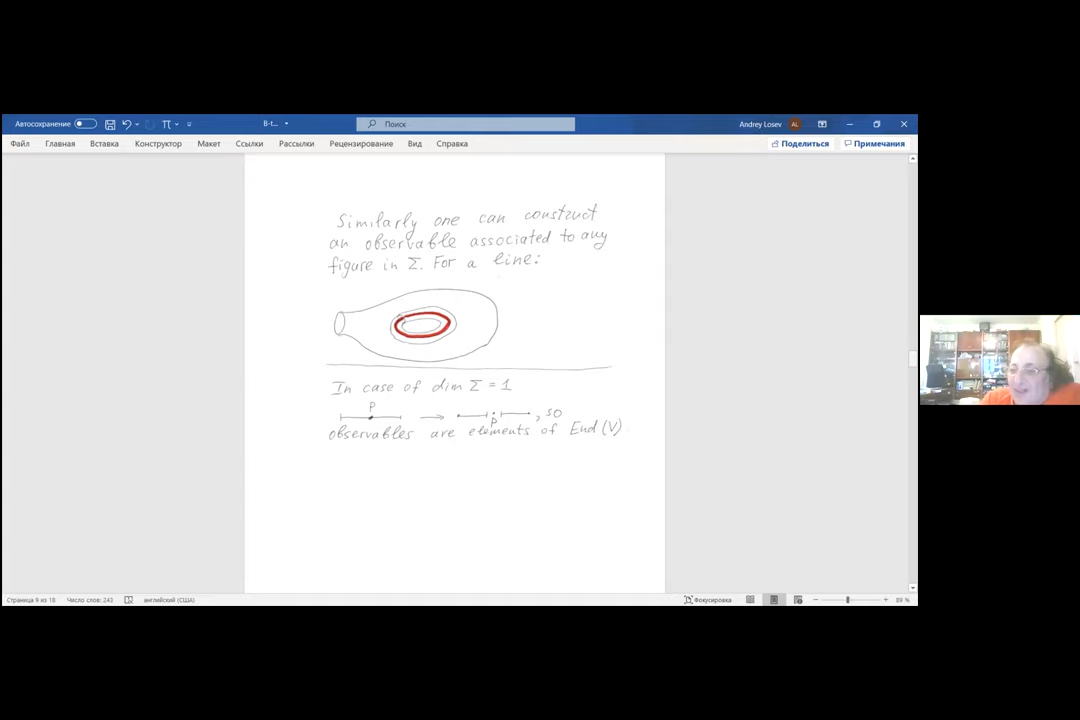 Автосохранение
B-t...
Поиск
Andrey Losev
AL
Файл
Главная
Вставка
Конструктор
Макет
Ссылки
Рассылки
Рецензирование
Вид
Справка
Поделиться
Примечания
Similarly one can construct
an observable associated to any
figure in Σ. For a line:
In case of dim Σ = 1
P
→ P , so
observables are elements of End (V)
Страница 9 из 18
Число слов: 243
английский (США)
Фокусировка
89 %